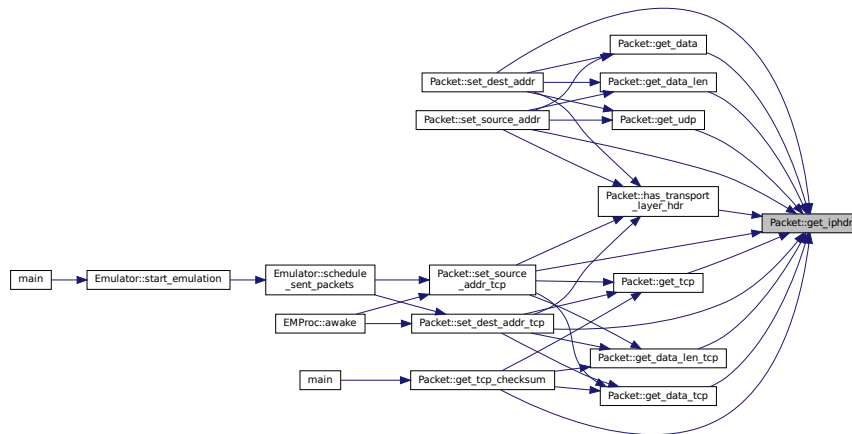 Packet::get_data
Packet::set_dest_addr
Packet::get_data_len
Packet::set_source_addr
Packet::get_udp
Packet::has_transport
_layer_hdr
Packet::get_iphdr
main
Emulator::start_emulation
Emulator::schedule
_sent_packets
Packet::set_source
_addr_tcp
Packet::get_tcp
EMProc::awake
Packet::set_dest_addr_tcp
Packet::get_data_len_tcp
main
Packet::get_tcp_checksum
Packet::get_data_tcp